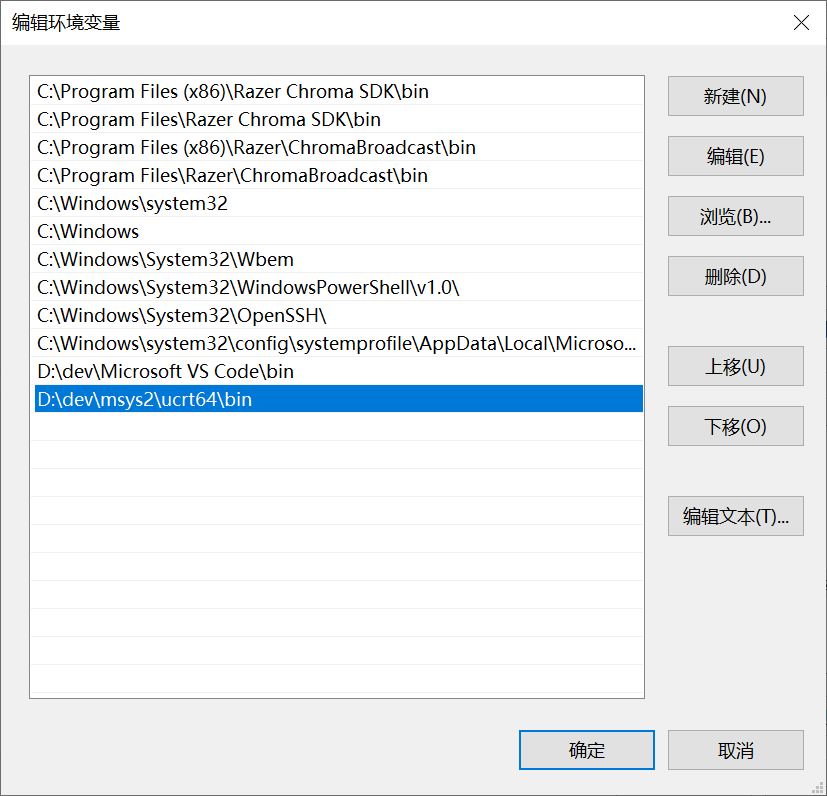 编辑环境变量
C:\Program Files (x86)\Razer Chroma SDK\bin
C:\Program Files\Razer Chroma SDK\bin
C:\Program Files (x86)\Razer\ChromaBroadcast\bin
C:\Program Files\Razer\ChromaBroadcast\bin
C:\Windows\system32
C:\Windows
C:\Windows\System32\Wbem
C:\Windows\System32\WindowsPowerShell\v1.0\
C:\Windows\System32\OpenSSH\
C:\Windows\system32\config\systemprofile\AppData\Local\Microso...
D:\dev\Microsoft VS Code\bin
D:\dev\msys2\ucrt64\bin
新建(N)
编辑(E)
浏览(B)...
删除(D)
上移(U)
下移(O)
编辑文本(T)...
确定
取消